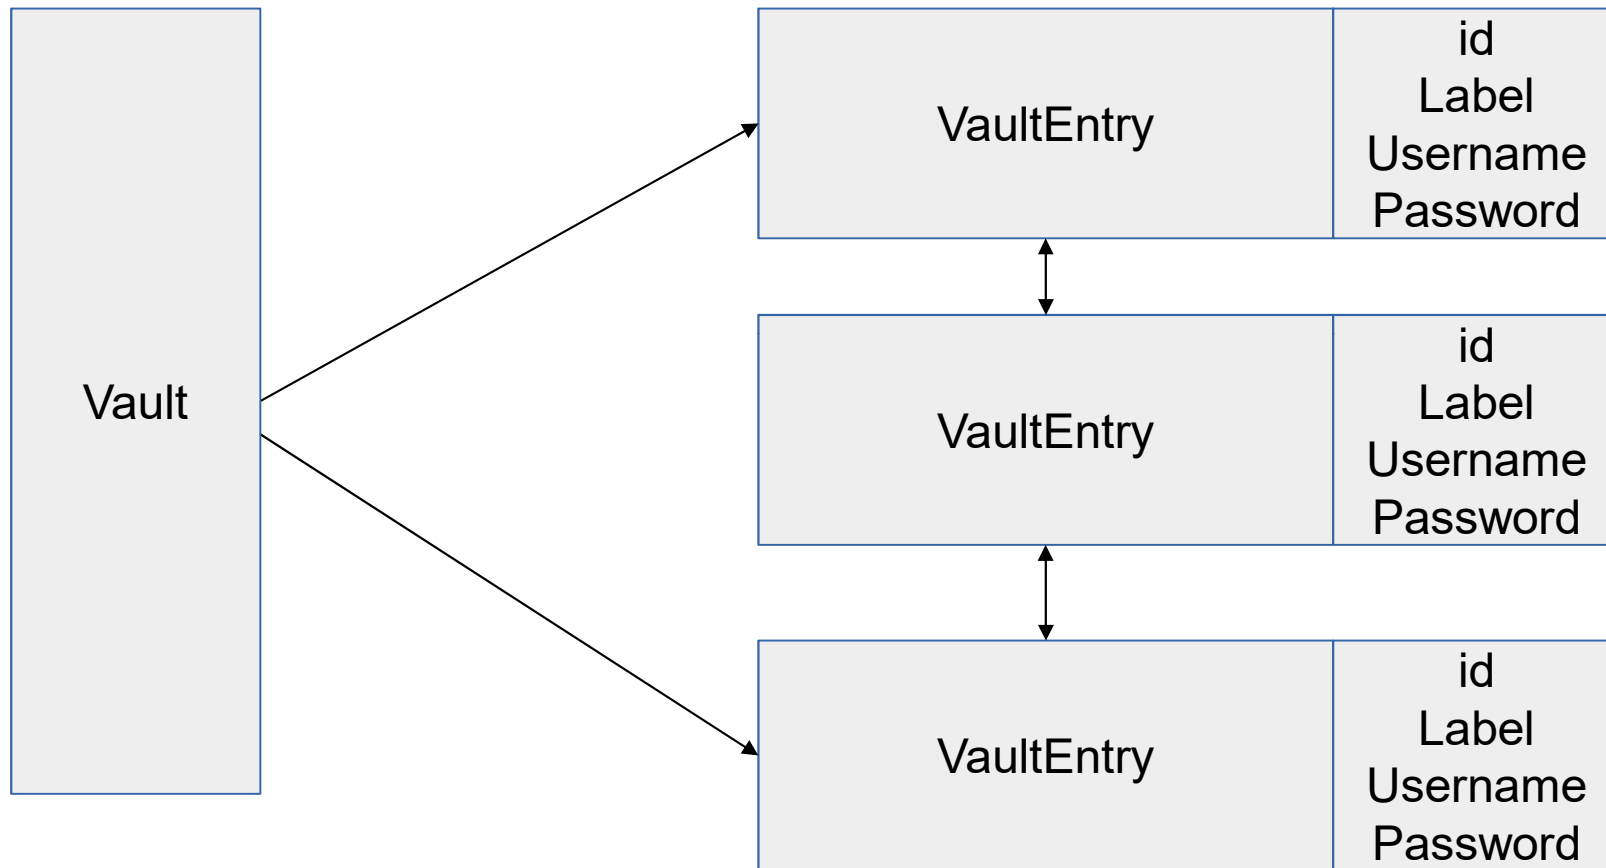 Vault
VaultEntry
id
Label
Username
Password
VaultEntry
id
Label
Username
Password
VaultEntry
id
Label
Username
Password